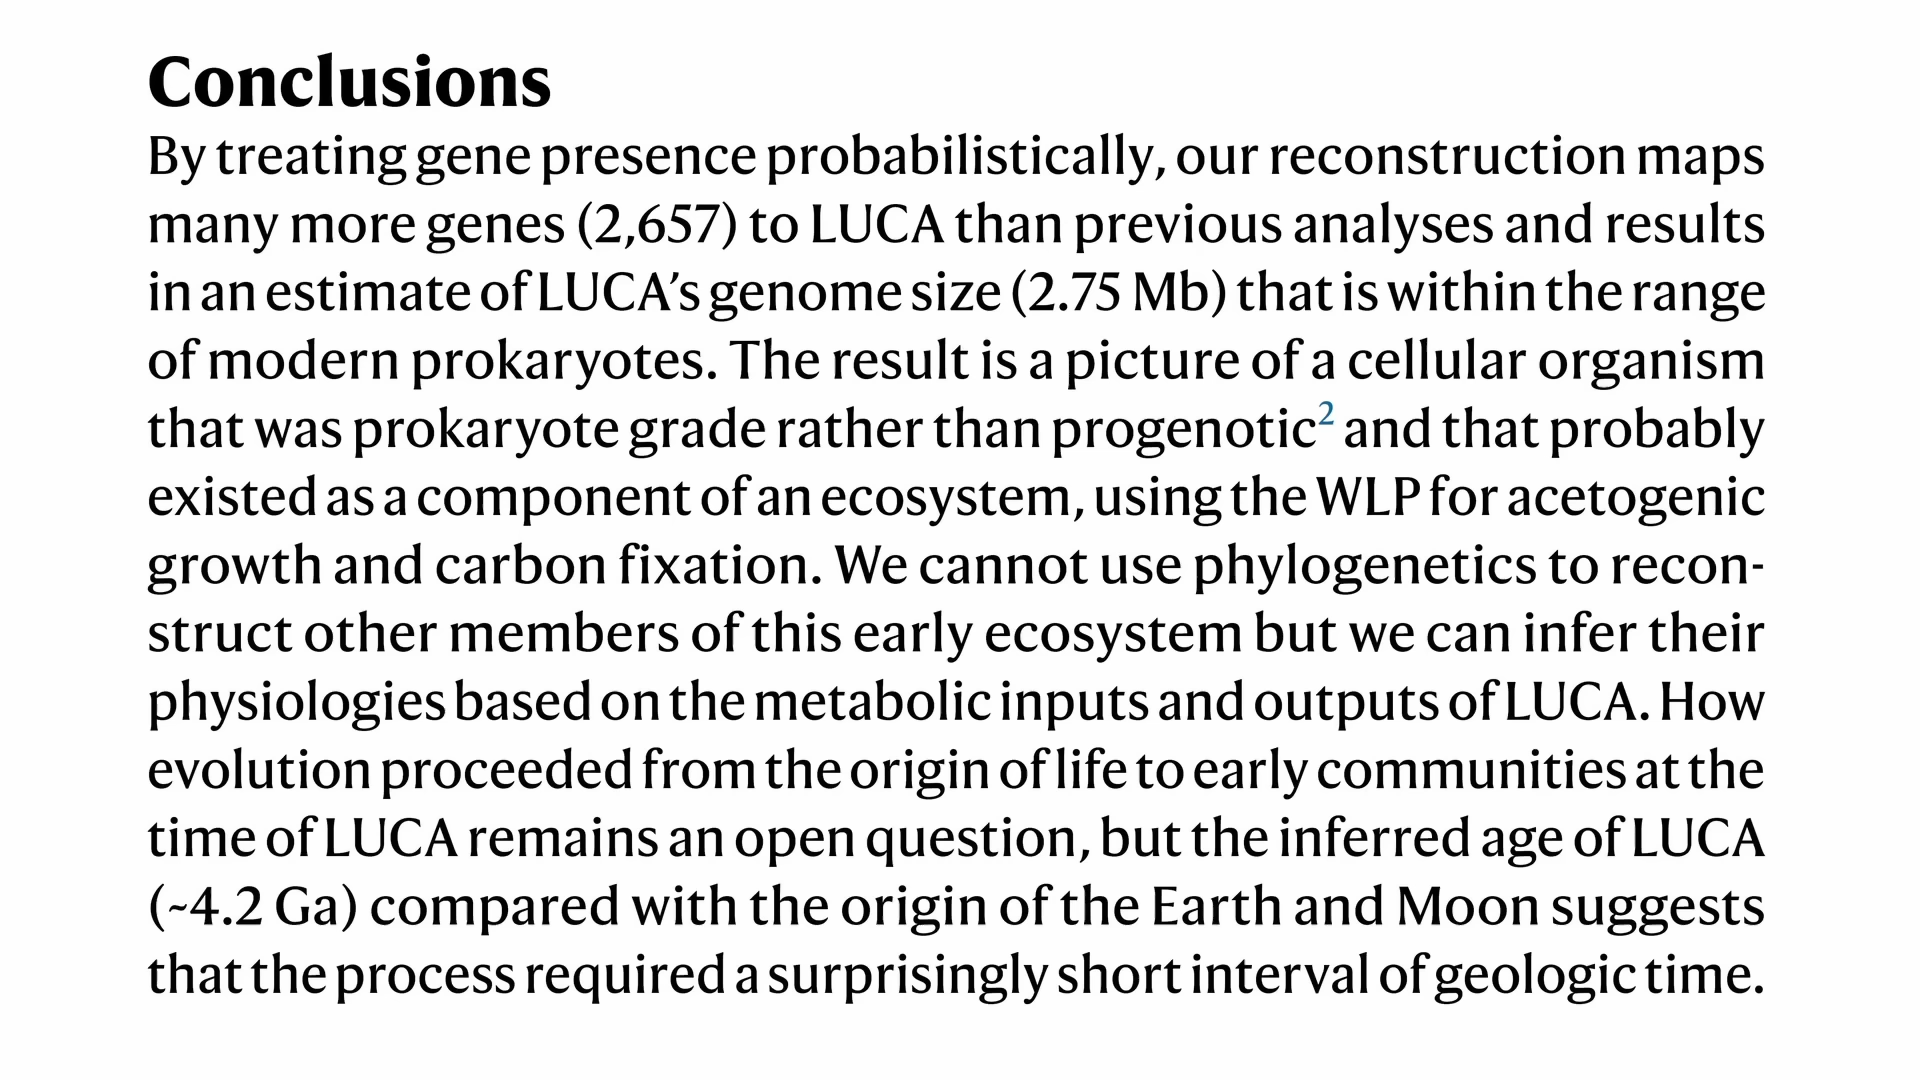 Conclusions
By treating gene presence probabilistically, our reconstruction maps
many more genes (2,657) to LUCA than previous analyses and results
in an estimate of LUCA’s genome size (2.75 Mb) that is within the range
of modern prokaryotes. The result is a picture of a cellular organism
that was prokaryote grade rather than progenotic² and that probably
existed as a component of an ecosystem, using the WLP for acetogenic
growth and carbon fixation. We cannot use phylogenetics to recon-
struct other members of this early ecosystem but we can infer their
physiologies based on the metabolic inputs and outputs of LUCA. How
evolution proceeded from the origin of life to early communities at the
time of LUCA remains an open question, but the inferred age of LUCA
(~4.2 Ga) compared with the origin of the Earth and Moon suggests
that the process required a surprisingly short interval of geologic time.